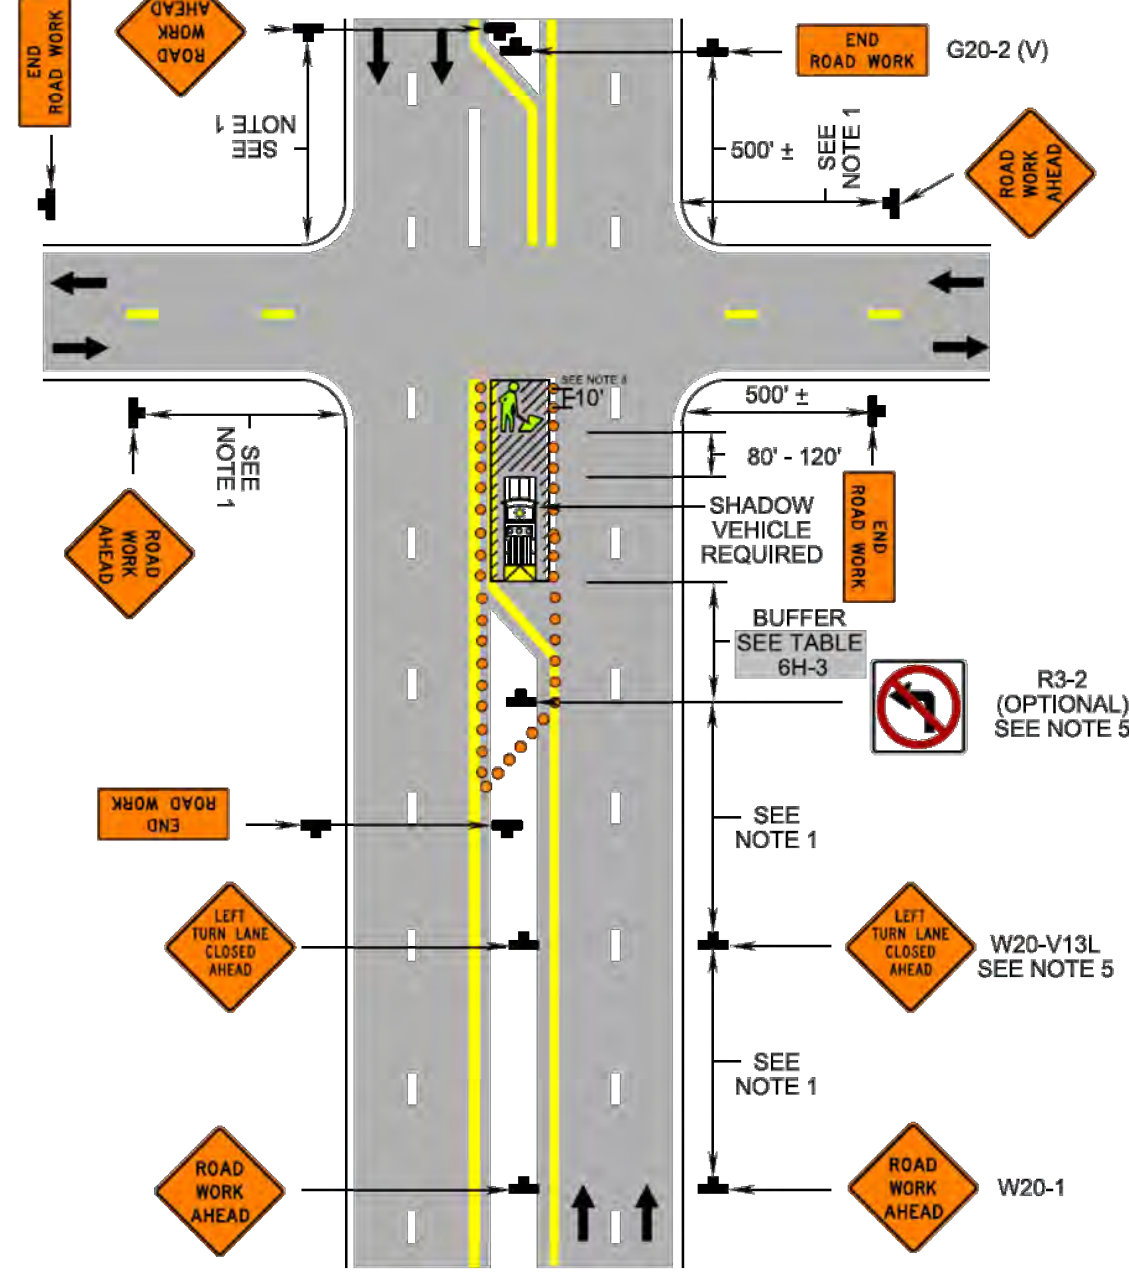 END
ROAD WORK
ROAD
WORK
AHEAD
END
ROAD WORK
G20-2 (V)
SEE
NOTE 1
500' ±
SEE
NOTE 1
ROAD
WORK
AHEAD
SEE NOTE 8
10'
500' ±
80' - 120'
SEE
NOTE 1
ROAD
WORK
AHEAD
SHADOW
VEHICLE
REQUIRED
END
ROAD WORK
BUFFER
SEE TABLE
6H-3
R3-2
(OPTIONAL)
SEE NOTE 5
END
ROAD WORK
SEE
NOTE 1
LEFT
TURN LANE
CLOSED
AHEAD
LEFT
TURN LANE
CLOSED
AHEAD
W20-V13L
SEE NOTE 5
SEE
NOTE 1
ROAD
WORK
AHEAD
ROAD
WORK
AHEAD
W20-1